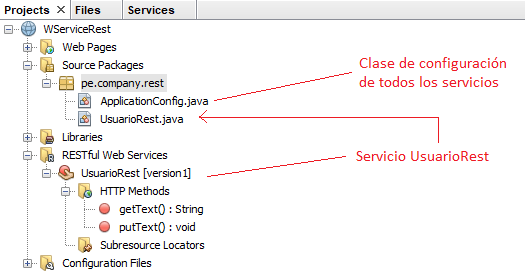 Projects
Files
Services
WServiceRest
Web Pages
Source Packages
pe.company.rest
ApplicationConfig.java
UsuarioRest.java
Libraries
RESTful Web Services
UsuarioRest [version1]
HTTP Methods
getText() : String
putText() : void
Subresource Locators
Configuration Files
Clase de configuración
de todos los servicios
Servicio UsuarioRest